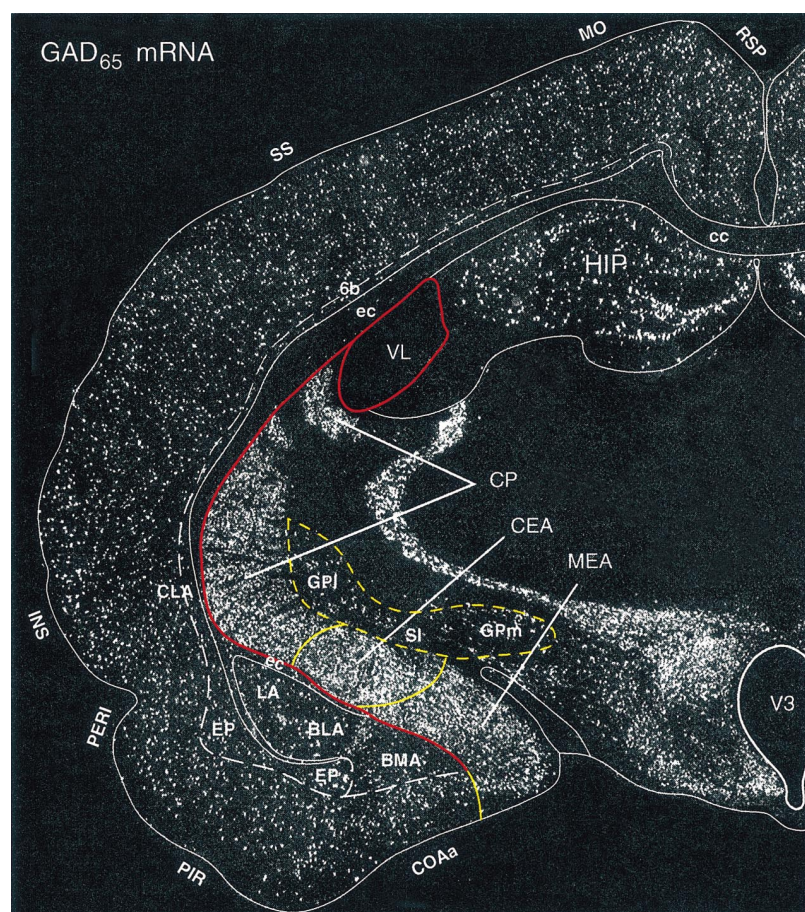 GAD65 mRNA
MO
RSP
SS
cc
HIP
6b
ec
VL
CP
CEA
MEA
GPl
CLA
SI
GPm
INS
ec
LA
V3
PERI
EP
BLA
BMA
EP
COAa
PIR